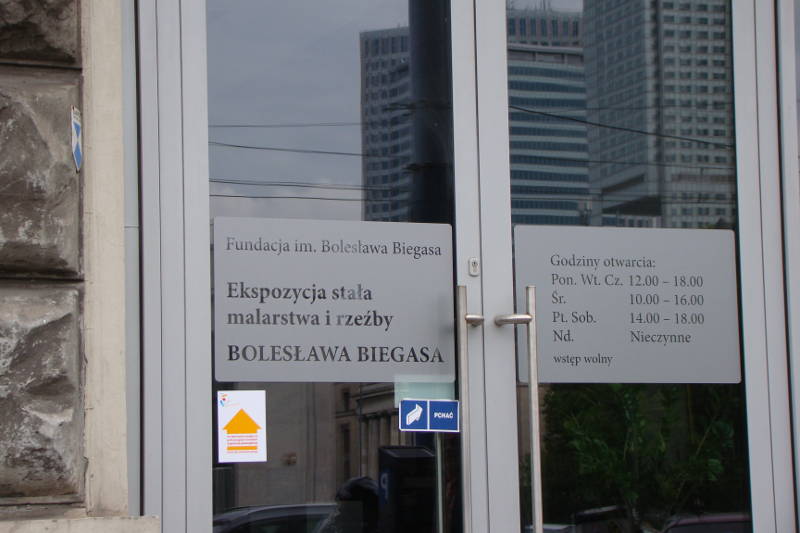 Fundacja im. Bolesława Biegasa
Ekspozycja stała
malarstwa i rzeźby
BOLESŁAWA BIEGASA
Godziny otwarcia:
Pon. Wt. Cz. 12.00 – 18.00
Śr. 10.00 – 16.00
Pt. Sob. 14.00 – 18.00
Nd. Nieczynne
wstęp wolny
PCHAĆ